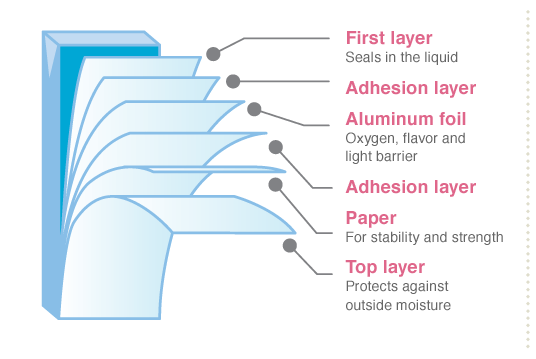 First layer
Seals in the liquid
Adhesion layer
Aluminum foil
Oxygen, flavor and
light barrier
Adhesion layer
Paper
For stability and strength
Top layer
Protects against
outside moisture